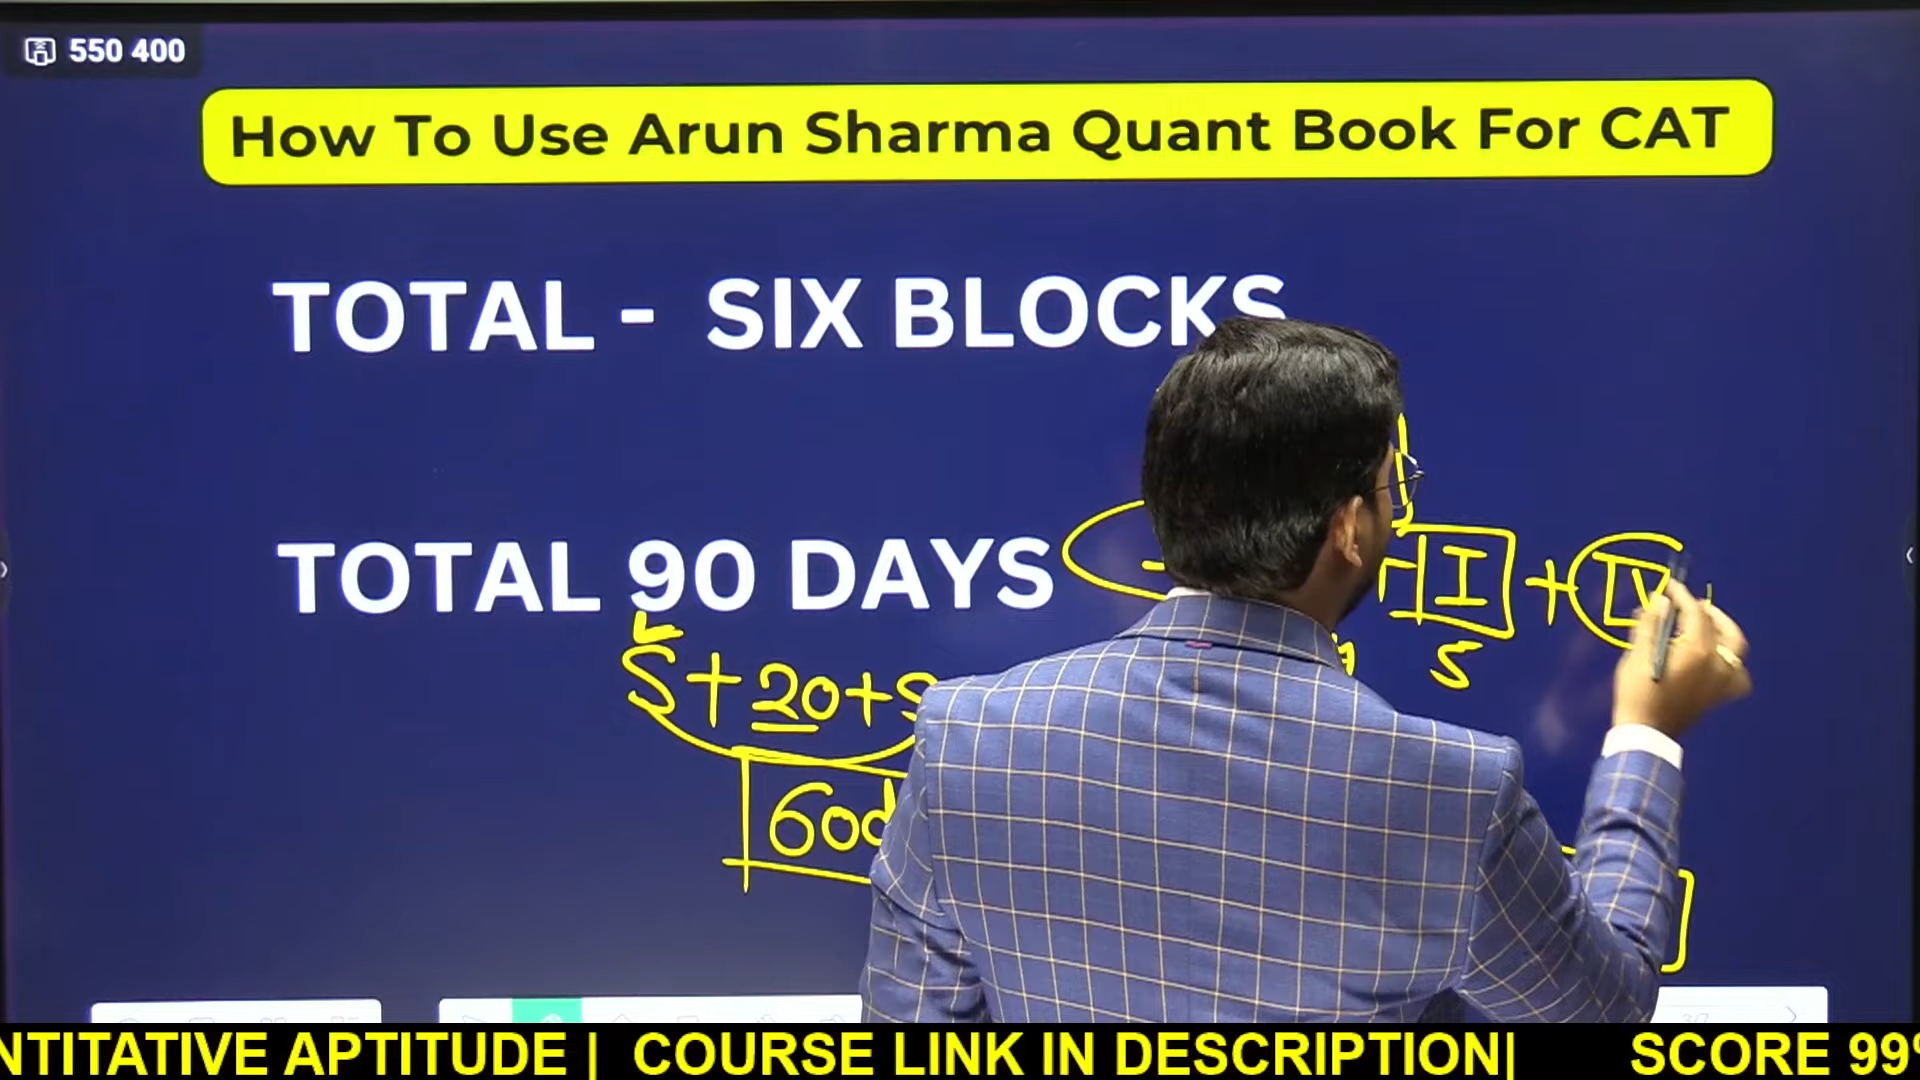 550 400
How To Use Arun Sharma Quant Book For CAT
TOTAL - SIX BLOCKS
TOTAL 90 DAYS
I + IV
5
5 + 20 +
60d
NTITATIVE APTITUDE | COURSE LINK IN DESCRIPTION| SCORE 99